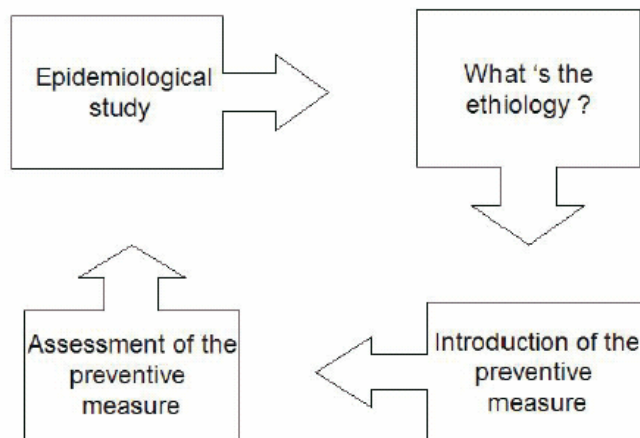 Epidemiological
study
What 's the
ethiology ?
Assessment of the
preventive
measure
Introduction of the
preventive
measure